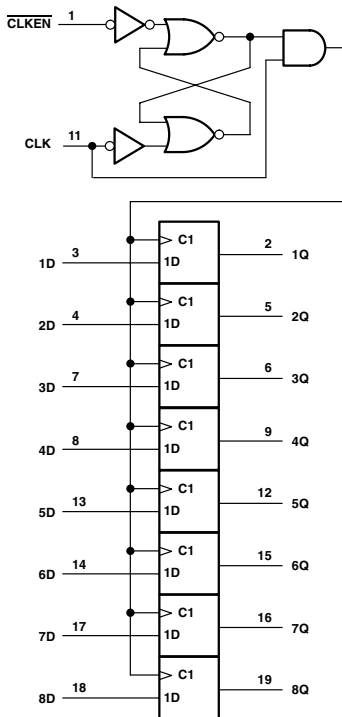 CLKEN 1
CLK 11
C1
1D 3 1D 2 1Q
C1
2D 4 1D 5 2Q
C1
3D 7 1D 6 3Q
C1
4D 8 1D 9 4Q
C1
5D 13 1D 12 5Q
C1
6D 14 1D 15 6Q
C1
7D 17 1D 16 7Q
C1
8D 18 1D 19 8Q